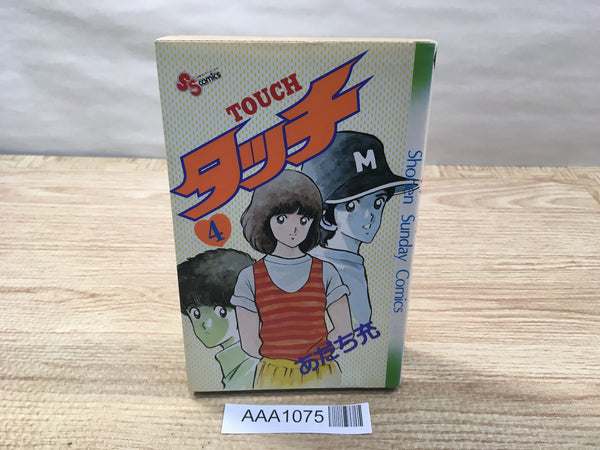 SS comics
TOUCH
タッチ
4
M
Shonen Sunday Comics
あだち充
AAA1075